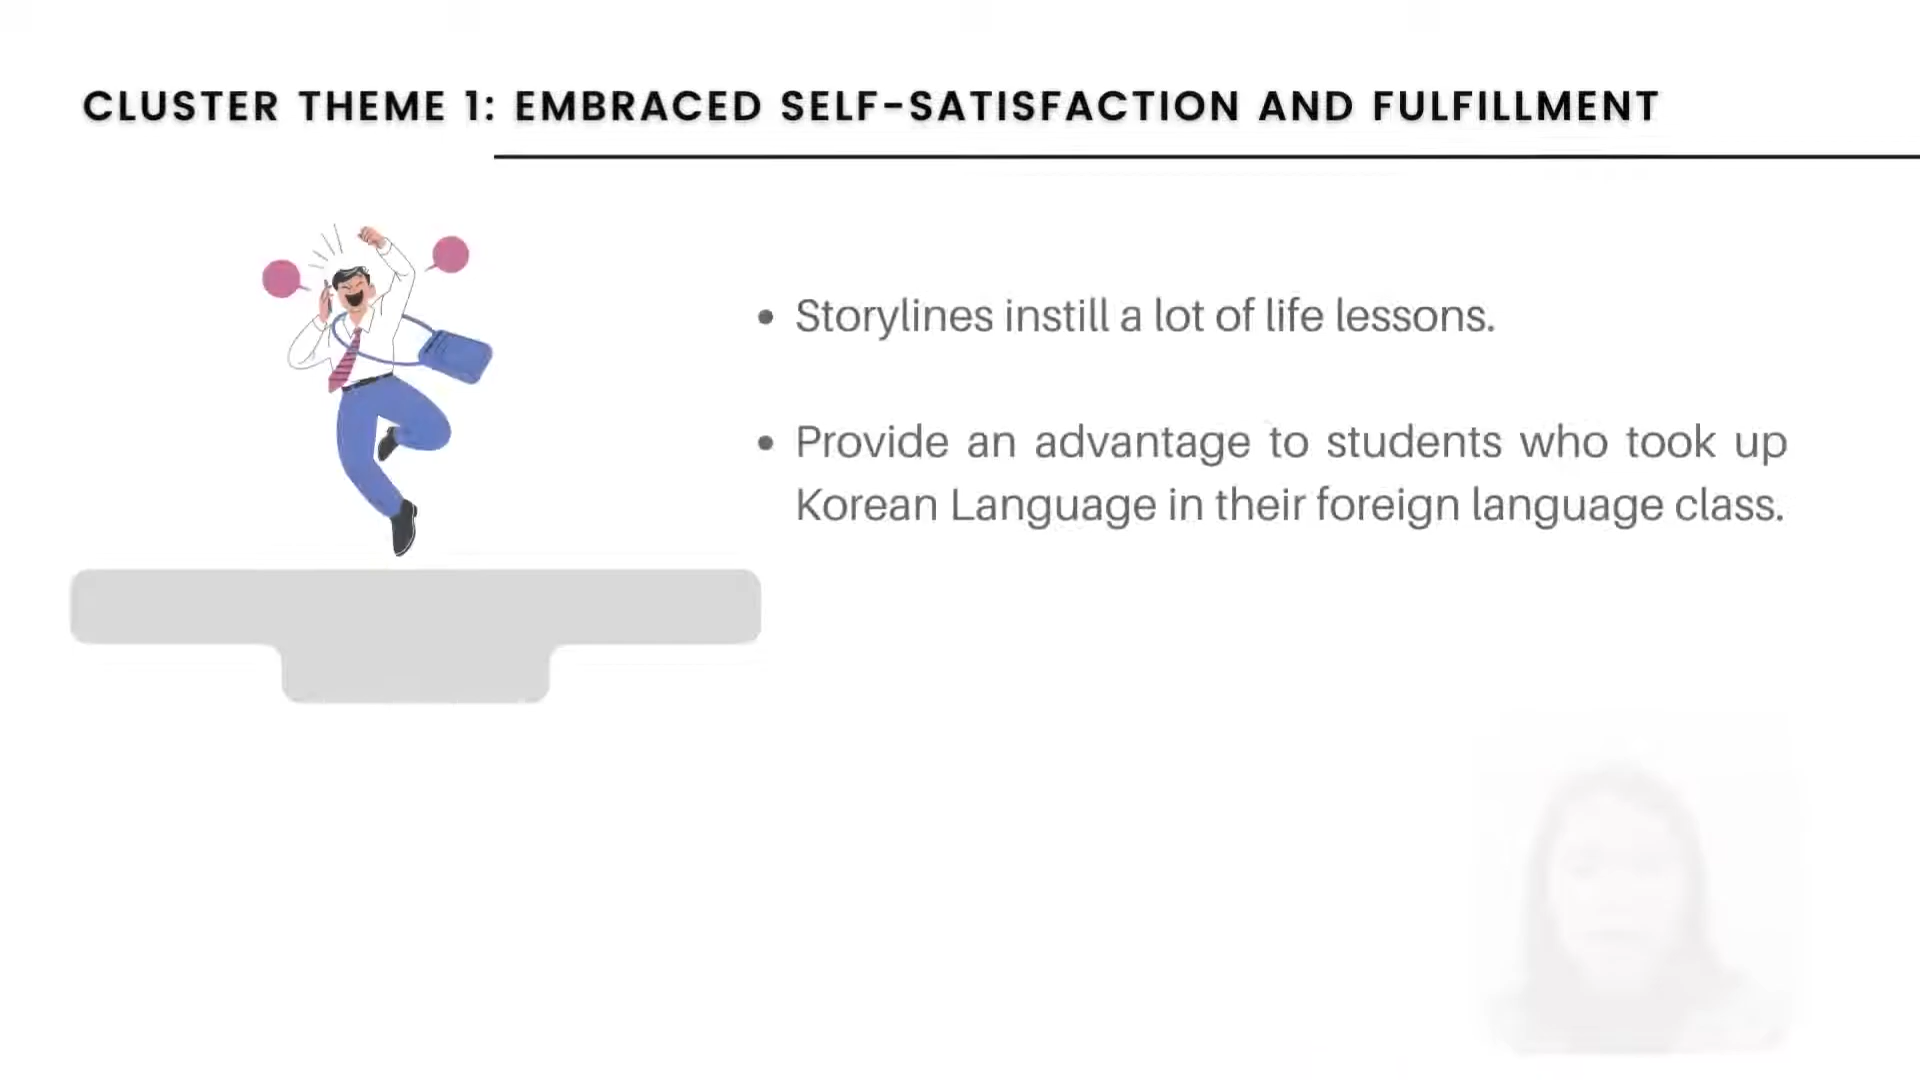 CLUSTER THEME 1: EMBRACED SELF-SATISFACTION AND FULFILLMENT
• Storylines instill a lot of life lessons.
• Provide an advantage to students who took up
Korean Language in their foreign language class.